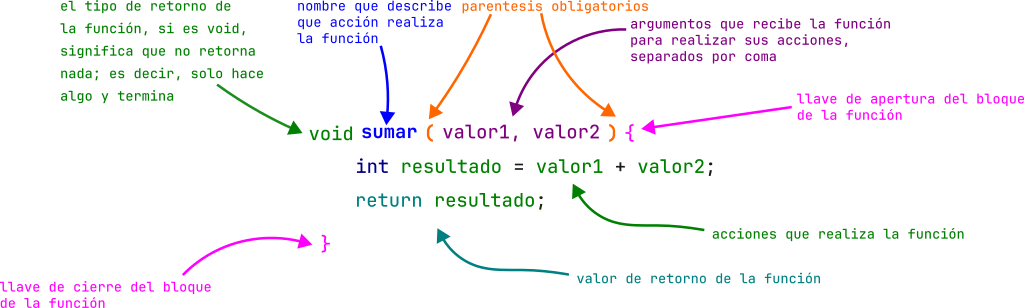 el tipo de retorno de
la función, si es void,
significa que no retorna
nada; es decir, solo hace
algo y termina
nombre que describe
que acción realiza
la función
parentesis obligatorios
argumentos que recibe la función
para realizar sus acciones,
separados por coma
llave de apertura del bloque
de la función
void sumar ( valor1, valor2 ) {
int resultado = valor1 + valor2;
return resultado;
}
acciones que realiza la función
valor de retorno de la función
llave de cierre del bloque
de la función